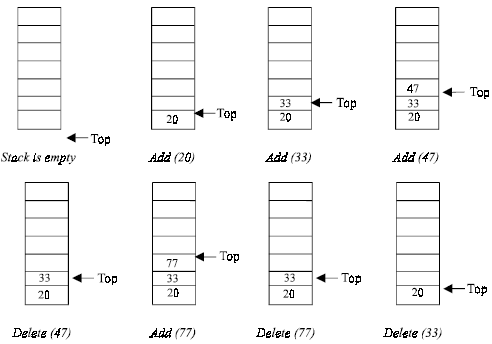 Top
Stack is empty
20
Top
Add (20)
33
20
Top
Add (33)
47
33
20
Top
Add (47)
33
20
Top
Delete (47)
77
33
20
Top
Add (77)
33
20
Top
Delete (77)
20
Top
Delete (33)